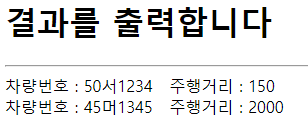 결과를 출력합니다
차량번호 : 50서1234 주행거리 : 150
차량번호 : 45머1345 주행거리 : 2000